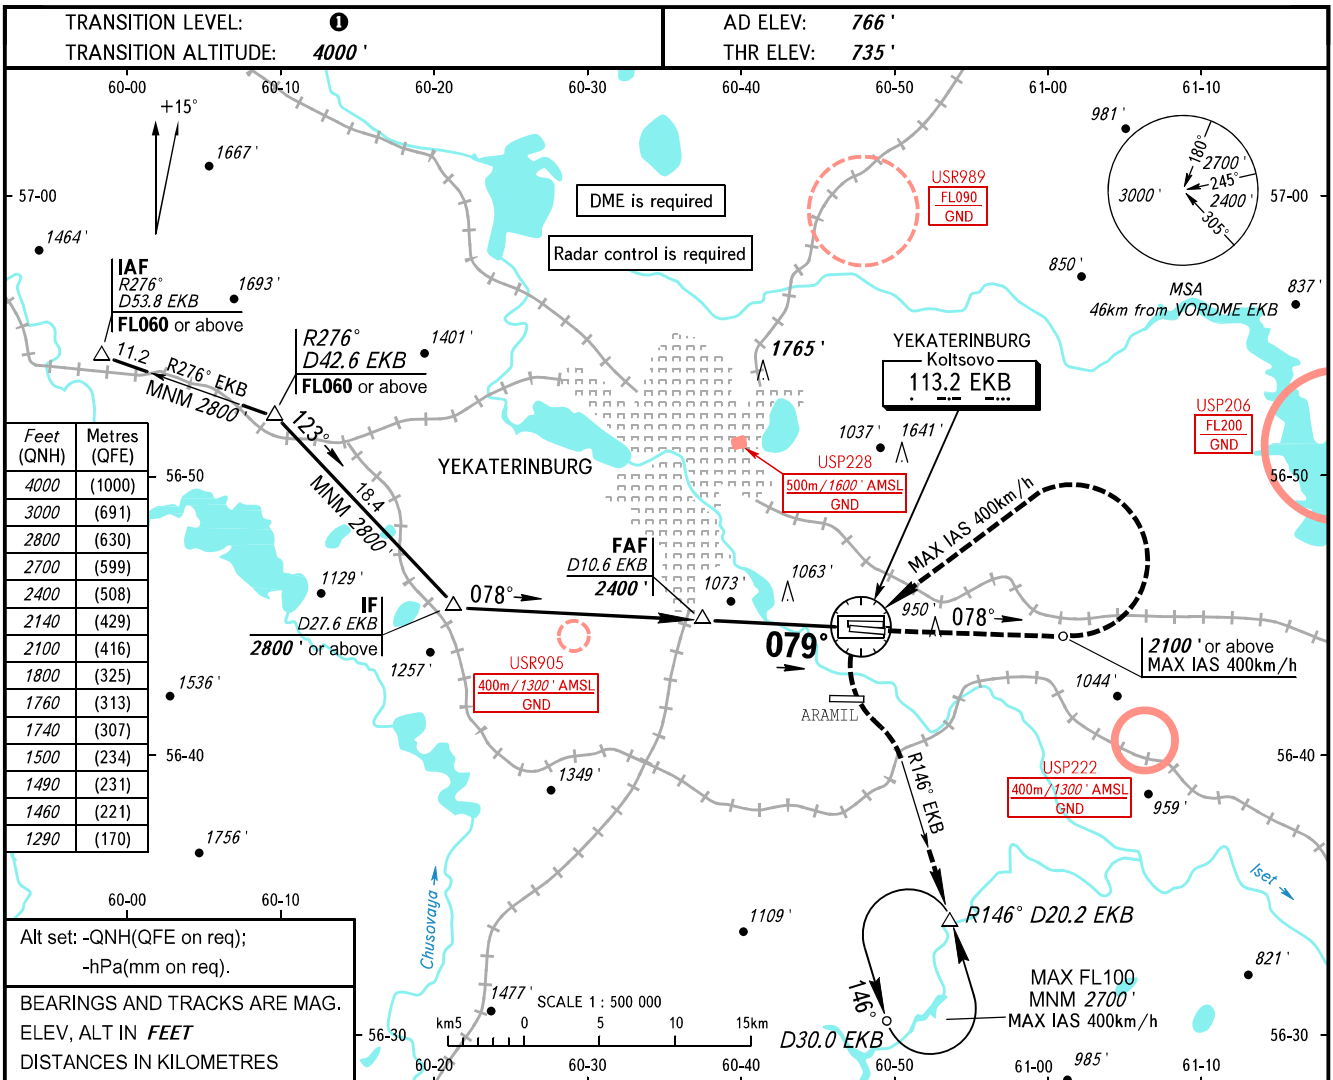 TRANSITION LEVEL: ❶
TRANSITION ALTITUDE: 4000 '
AD ELEV: 766 '
THR ELEV: 735 '
60-00 60-10 60-20 60-30 60-40 60-50 61-00 61-10
+15°
1667 '
981 '
180°
2700 '
245°
2400 '
305°
3000 '
MSA
46km from VORDME EKB
57-00
57-00
DME is required
Radar control is required
USR989
FL090
GND
1464 '
850 '
837 '
IAF
R276°
D53.8 EKB
FL060 or above
1693 '
R276°
D42.6 EKB
FL060 or above
1401 '
1765 '
YEKATERINBURG
Koltsovo
113.2 EKB
11.2
R276° EKB
MNM 2800 '
123°
18.4
MNM 2800 '
USP206
FL200
GND
1037 '
1641 '
YEKATERINBURG
USP228
500m/1600 ' AMSL
GND
56-50
56-50
MAX IAS 400km/h
Feet (QNH) Metres (QFE)
4000 (1000)
3000 (691)
2800 (630)
2700 (599)
2400 (508)
2140 (429)
2100 (416)
1800 (325)
1760 (313)
1740 (307)
1500 (234)
1490 (231)
1460 (221)
1290 (170)
FAF
D10.6 EKB
2400 '
1073 '
1063 '
1129 '
IF
D27.6 EKB
2800 ' or above
078°
079°
950 '
078°
2100 ' or above
MAX IAS 400km/h
1257 '
USR905
400m/1300 ' AMSL
GND
1536 '
1044 '
ARAMIL
56-40
56-40
R146° EKB
USP222
400m/1300 ' AMSL
GND
959 '
1349 '
1756 '
Iset
Chusovaya
60-00 60-10
1109 '
R146° D20.2 EKB
821 '
Alt set: -QNH(QFE on req);
-hPa(mm on req).
BEARINGS AND TRACKS ARE MAG.
ELEV, ALT IN FEET
DISTANCES IN KILOMETRES
1477 '
SCALE 1 : 500 000
km5 0 5 10 15km
146°
D30.0 EKB
MAX FL100
MNM 2700 '
MAX IAS 400km/h
56-30
56-30
60-20 60-30 60-40 60-50 61-00 61-10
985 '